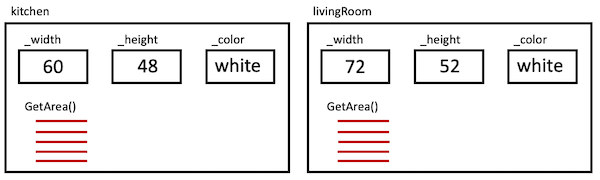 kitchen
_width _height _color
60 48 white
GetArea()
livingRoom
_width _height _color
72 52 white
GetArea()